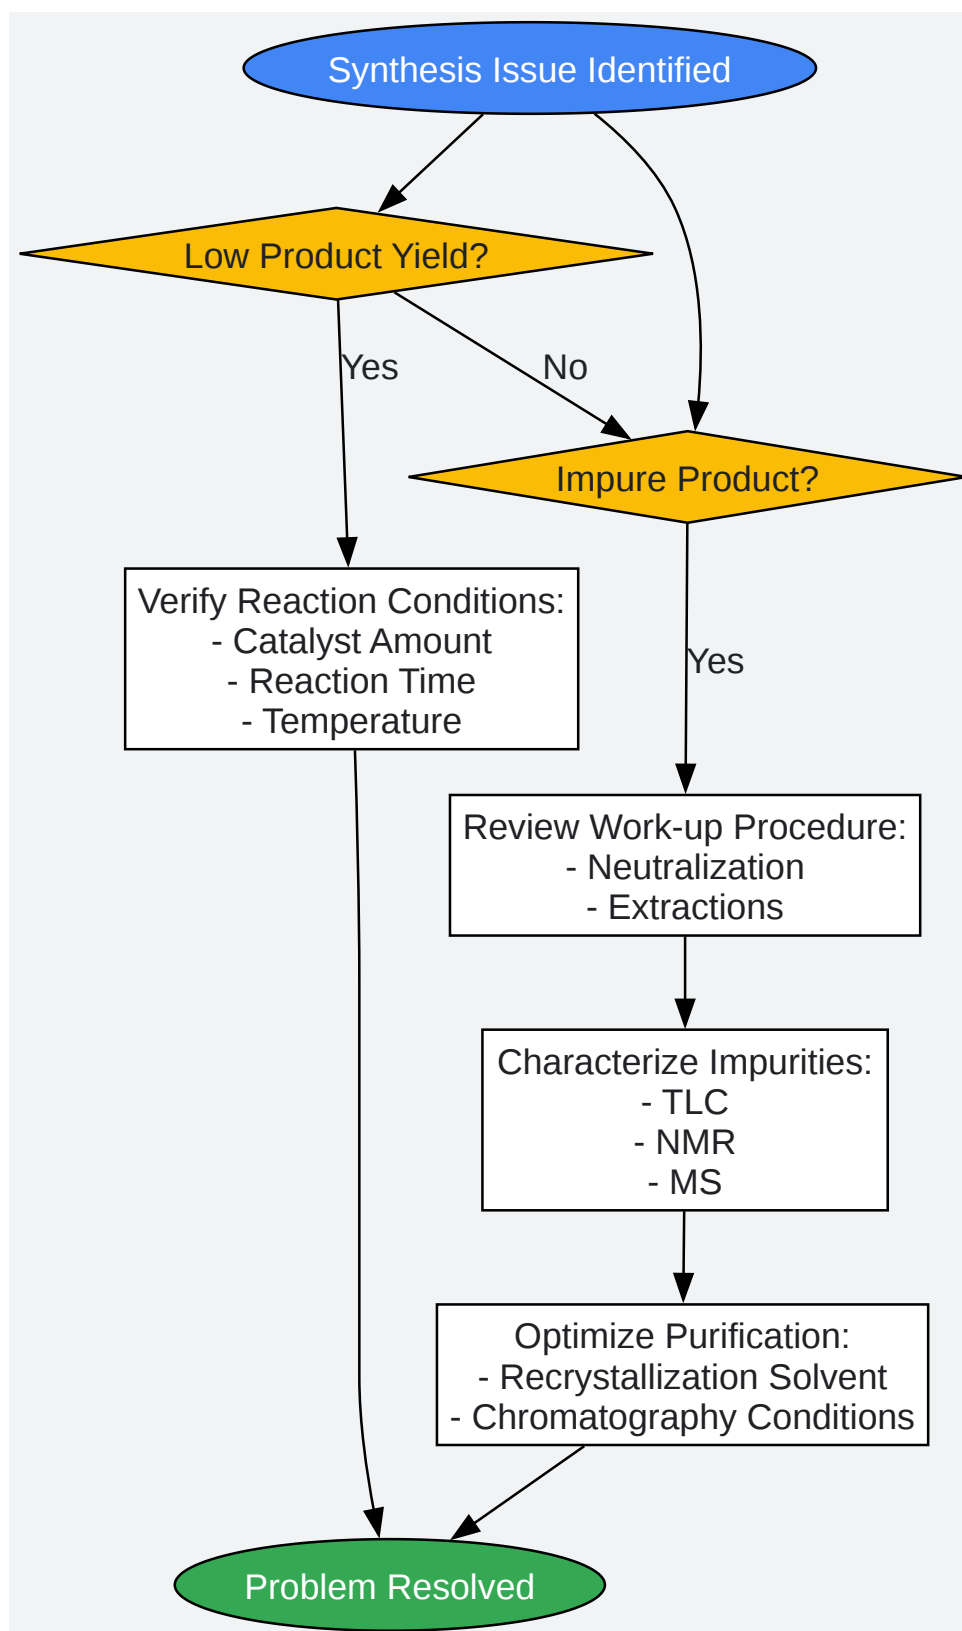 Synthesis Issue Identified
Low Product Yield?
Yes
No
Impure Product?
Verify Reaction Conditions:
- Catalyst Amount
- Reaction Time
- Temperature
Yes
Review Work-up Procedure:
- Neutralization
- Extractions
Characterize Impurities:
- TLC
- NMR
- MS
Optimize Purification:
- Recrystallization Solvent
- Chromatography Conditions
Problem Resolved